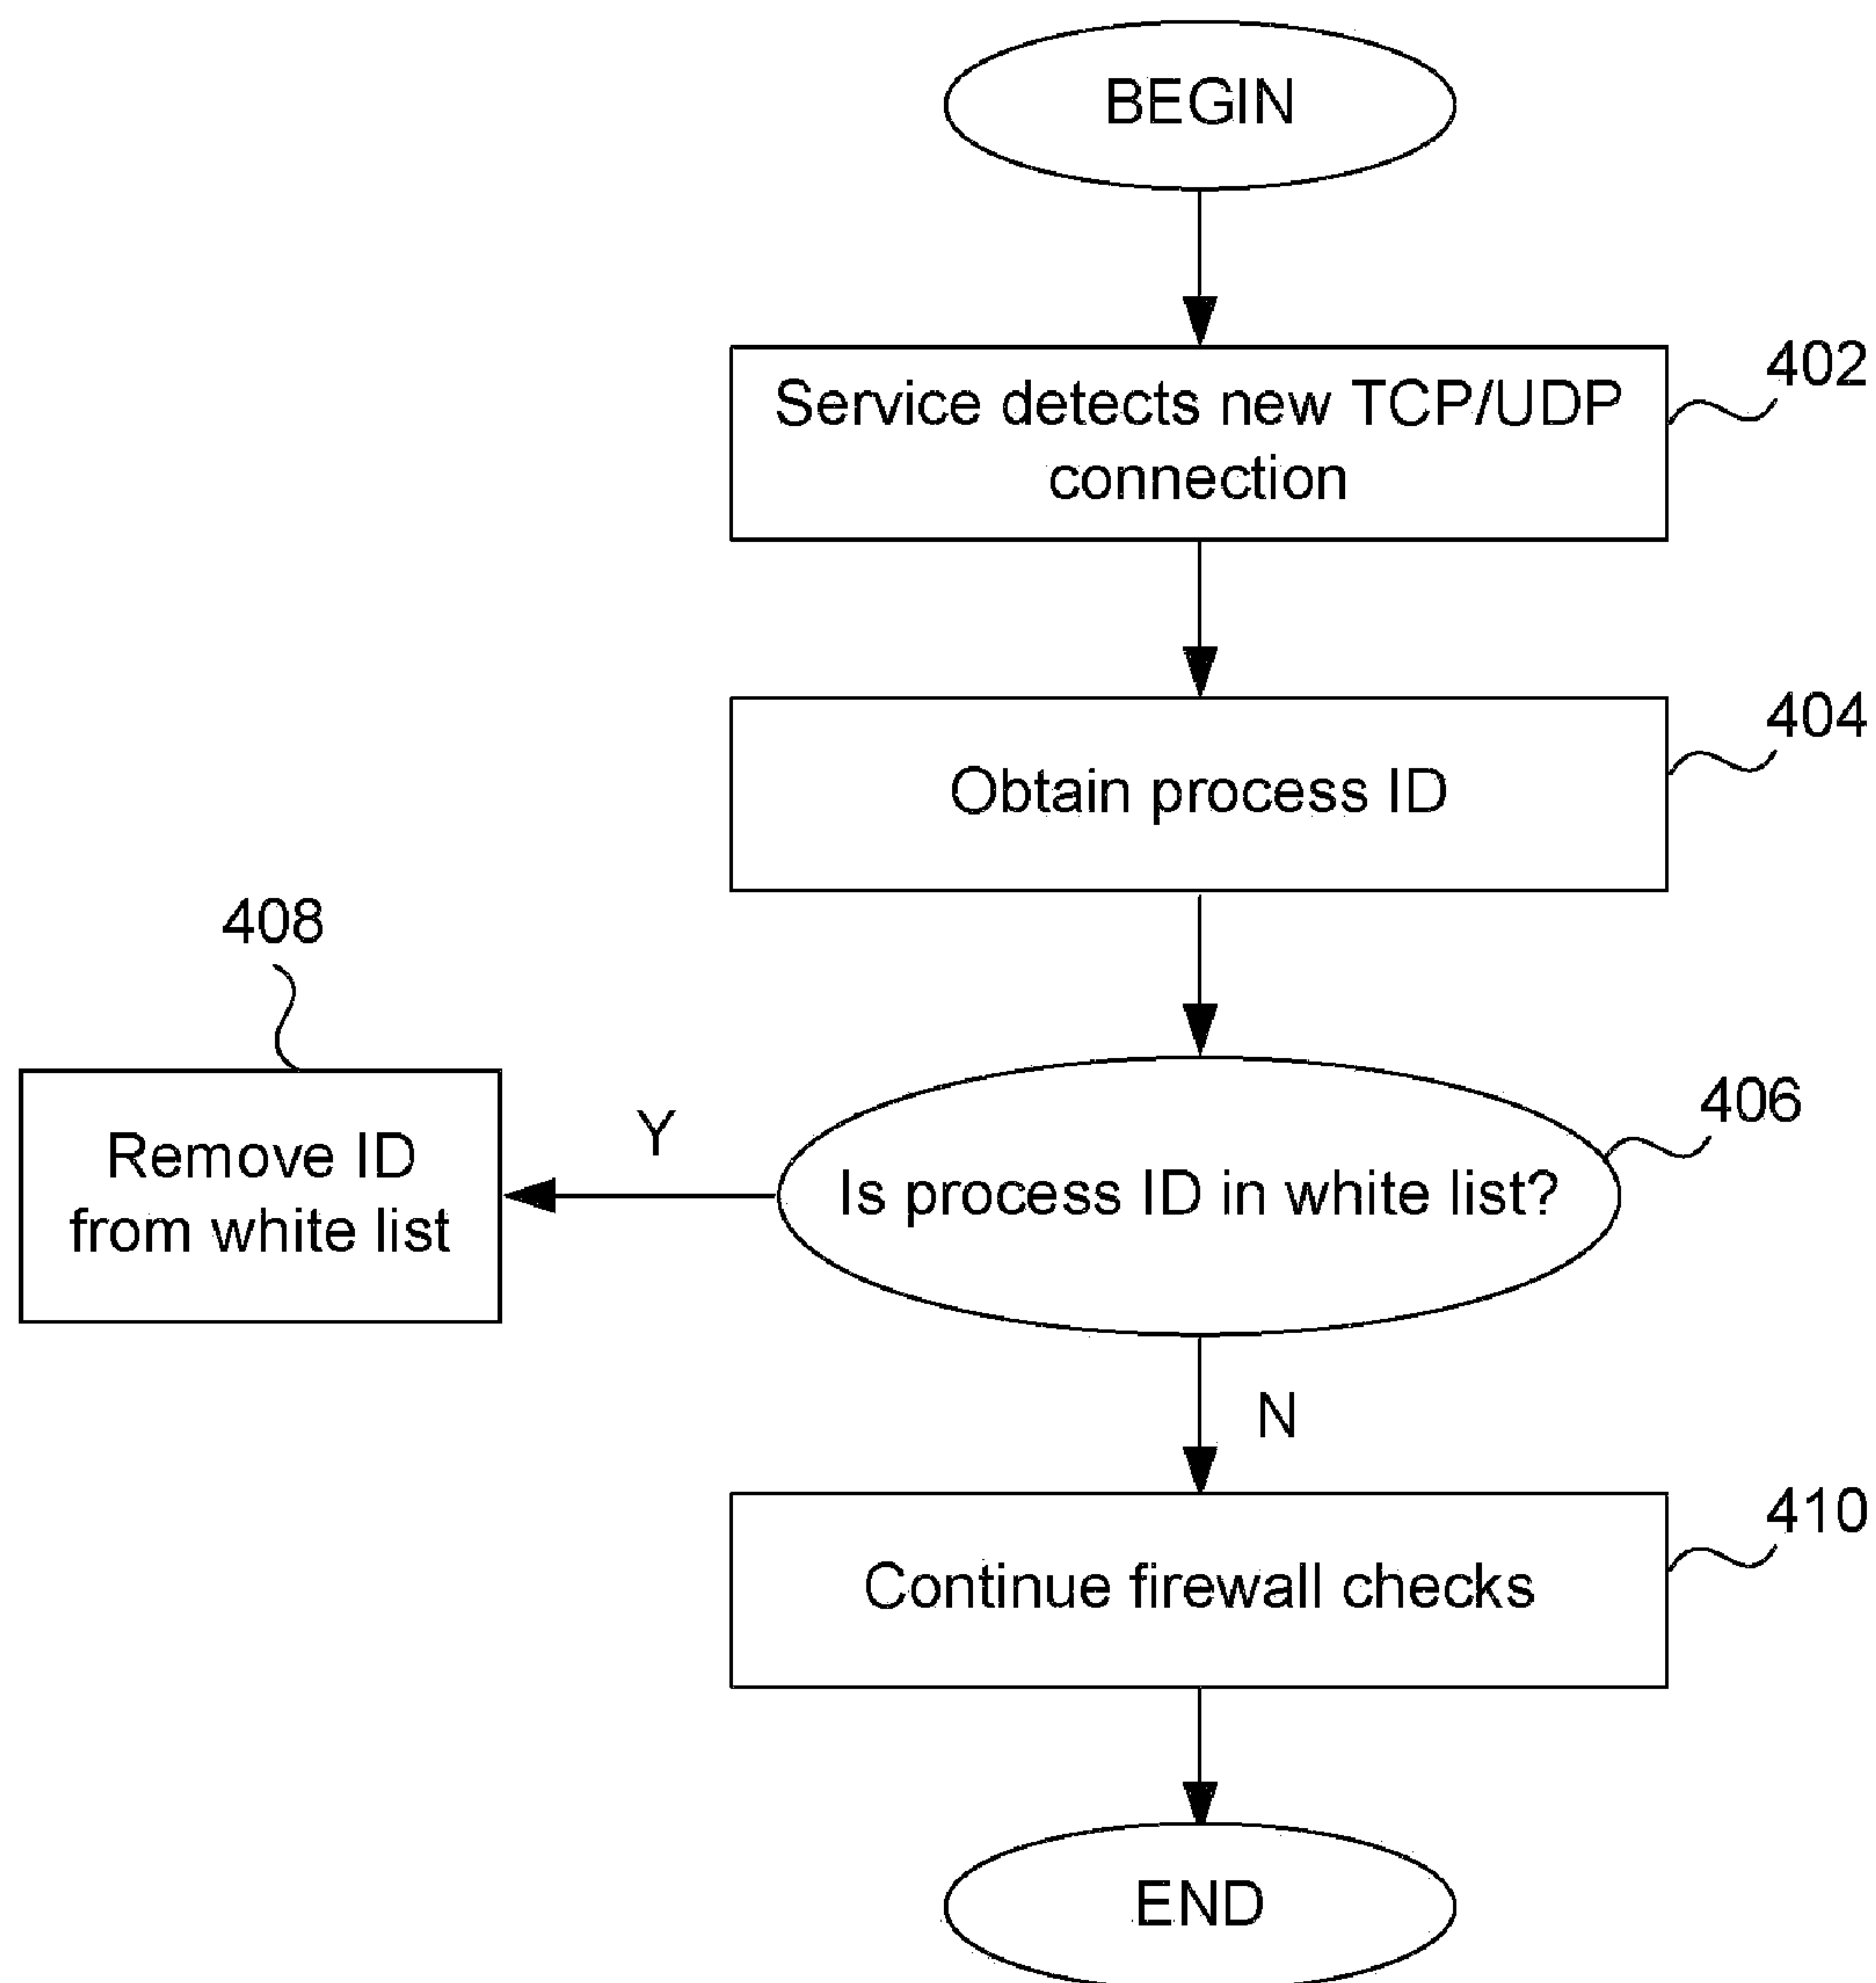 BEGIN
402
Service detects new TCP/UDP
connection
404
Obtain process ID
408
Remove ID
from white list
Y
406
Is process ID in white list?
N
410
Continue firewall checks
END